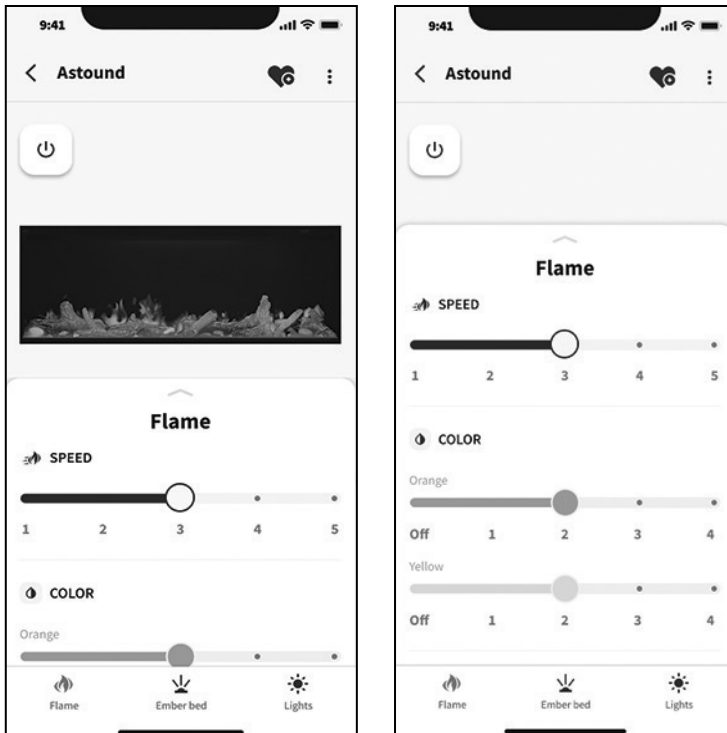 9:41
Astound
Flame
SPEED
1 2 3 4 5
COLOR
Orange
Flame Ember bed Lights
9:41
Astound
Flame
SPEED
1 2 3 4 5
COLOR
Orange
Off 1 2 3 4
Yellow
Off 1 2 3 4
Flame Ember bed Lights